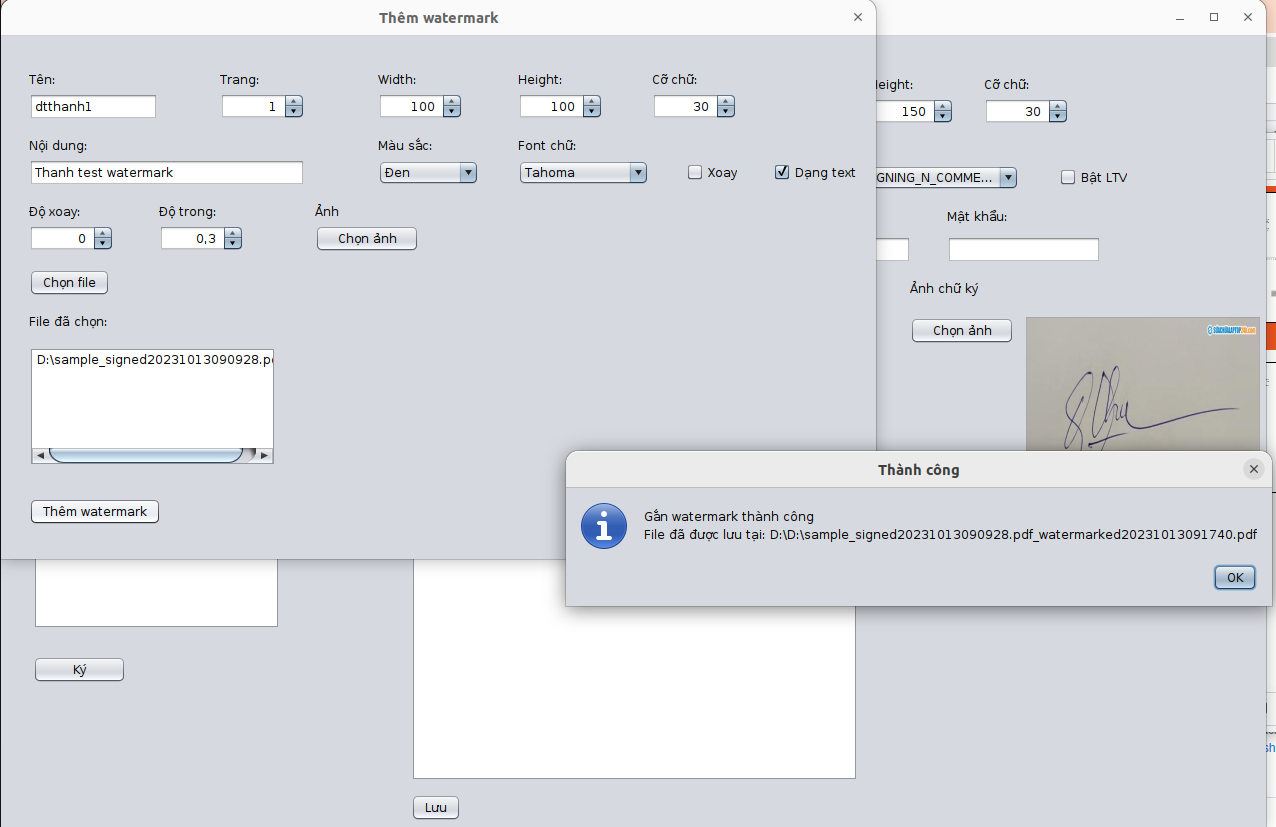 Thêm watermark
Tên:
Trang:
Width:
Height:
Cỡ chữ:
dtthanh1
1
100
100
30
Nội dung:
Màu sắc:
Font chữ:
Thanh test watermark
Đen
Tahoma
Xoay
Dạng text
Độ xoay:
Độ trong:
Ảnh
0
0,3
Chọn ảnh
Chọn file
File đã chọn:
D:\sample_signed20231013090928.pd
Thêm watermark
leight:
Cỡ chữ:
150
30
GNING_N_COMME...
Bật LTV
Mật khẩu:
Ảnh chữ ký
Chọn ảnh
Thành công
Gắn watermark thành công
File đã được lưu tại: D:\D:\sample_signed20231013090928.pdf_watermarked20231013091740.pdf
OK
Ký
Lưu
sh